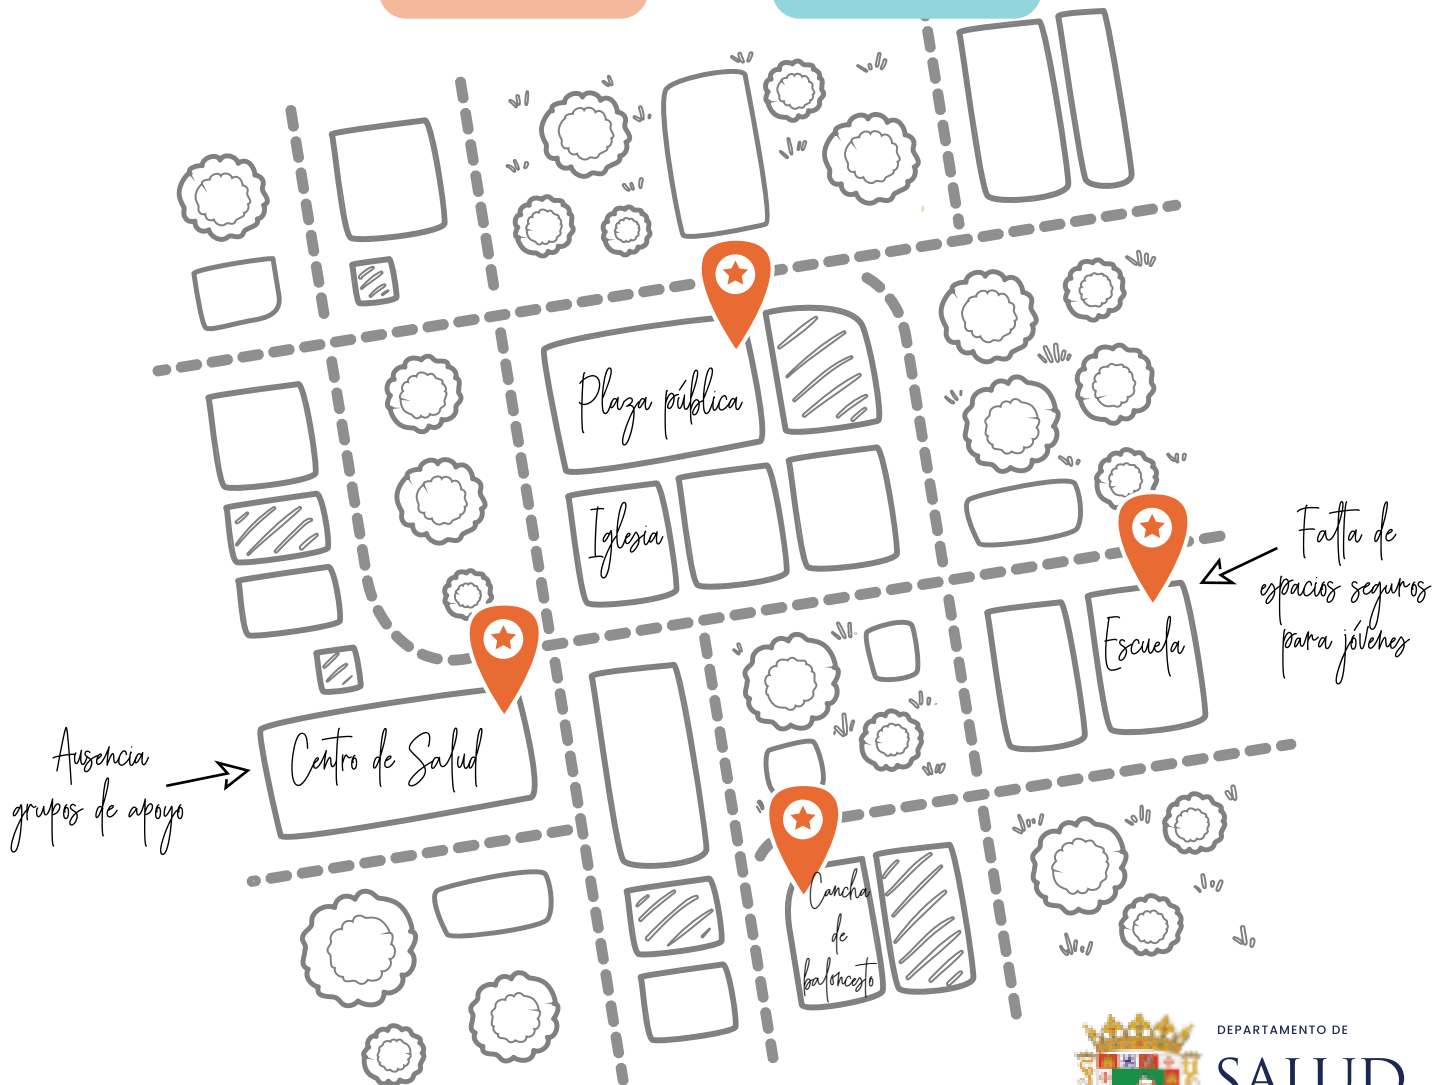 Plaza pública
Iglesia
Falta de
espacios seguros
para jóvenes
Escuela
Centro de Salud
Ausencia
grupos de apoyo
Cancha
de
baloncesto
DEPARTAMENTO DE
SALUD